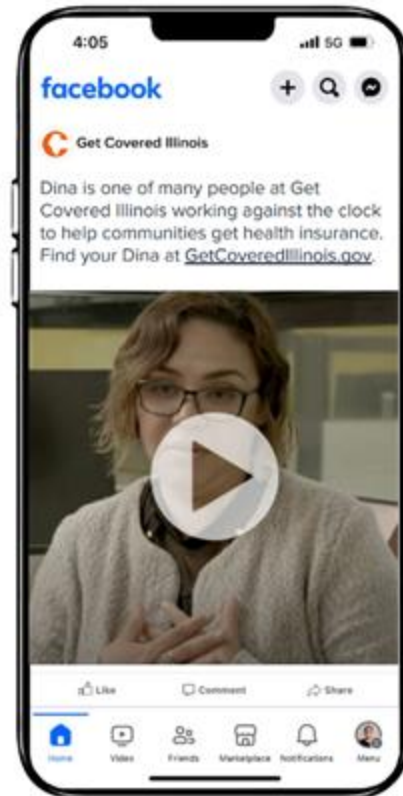 4:05
5G
facebook
Get Covered Illinois
Dina is one of many people at Get
Covered Illinois working against the clock
to help communities get health insurance.
Find your Dina at GetCoveredIllinois.gov.
Like Comment Share
Home Video Friends Marketplace Notifications Menu